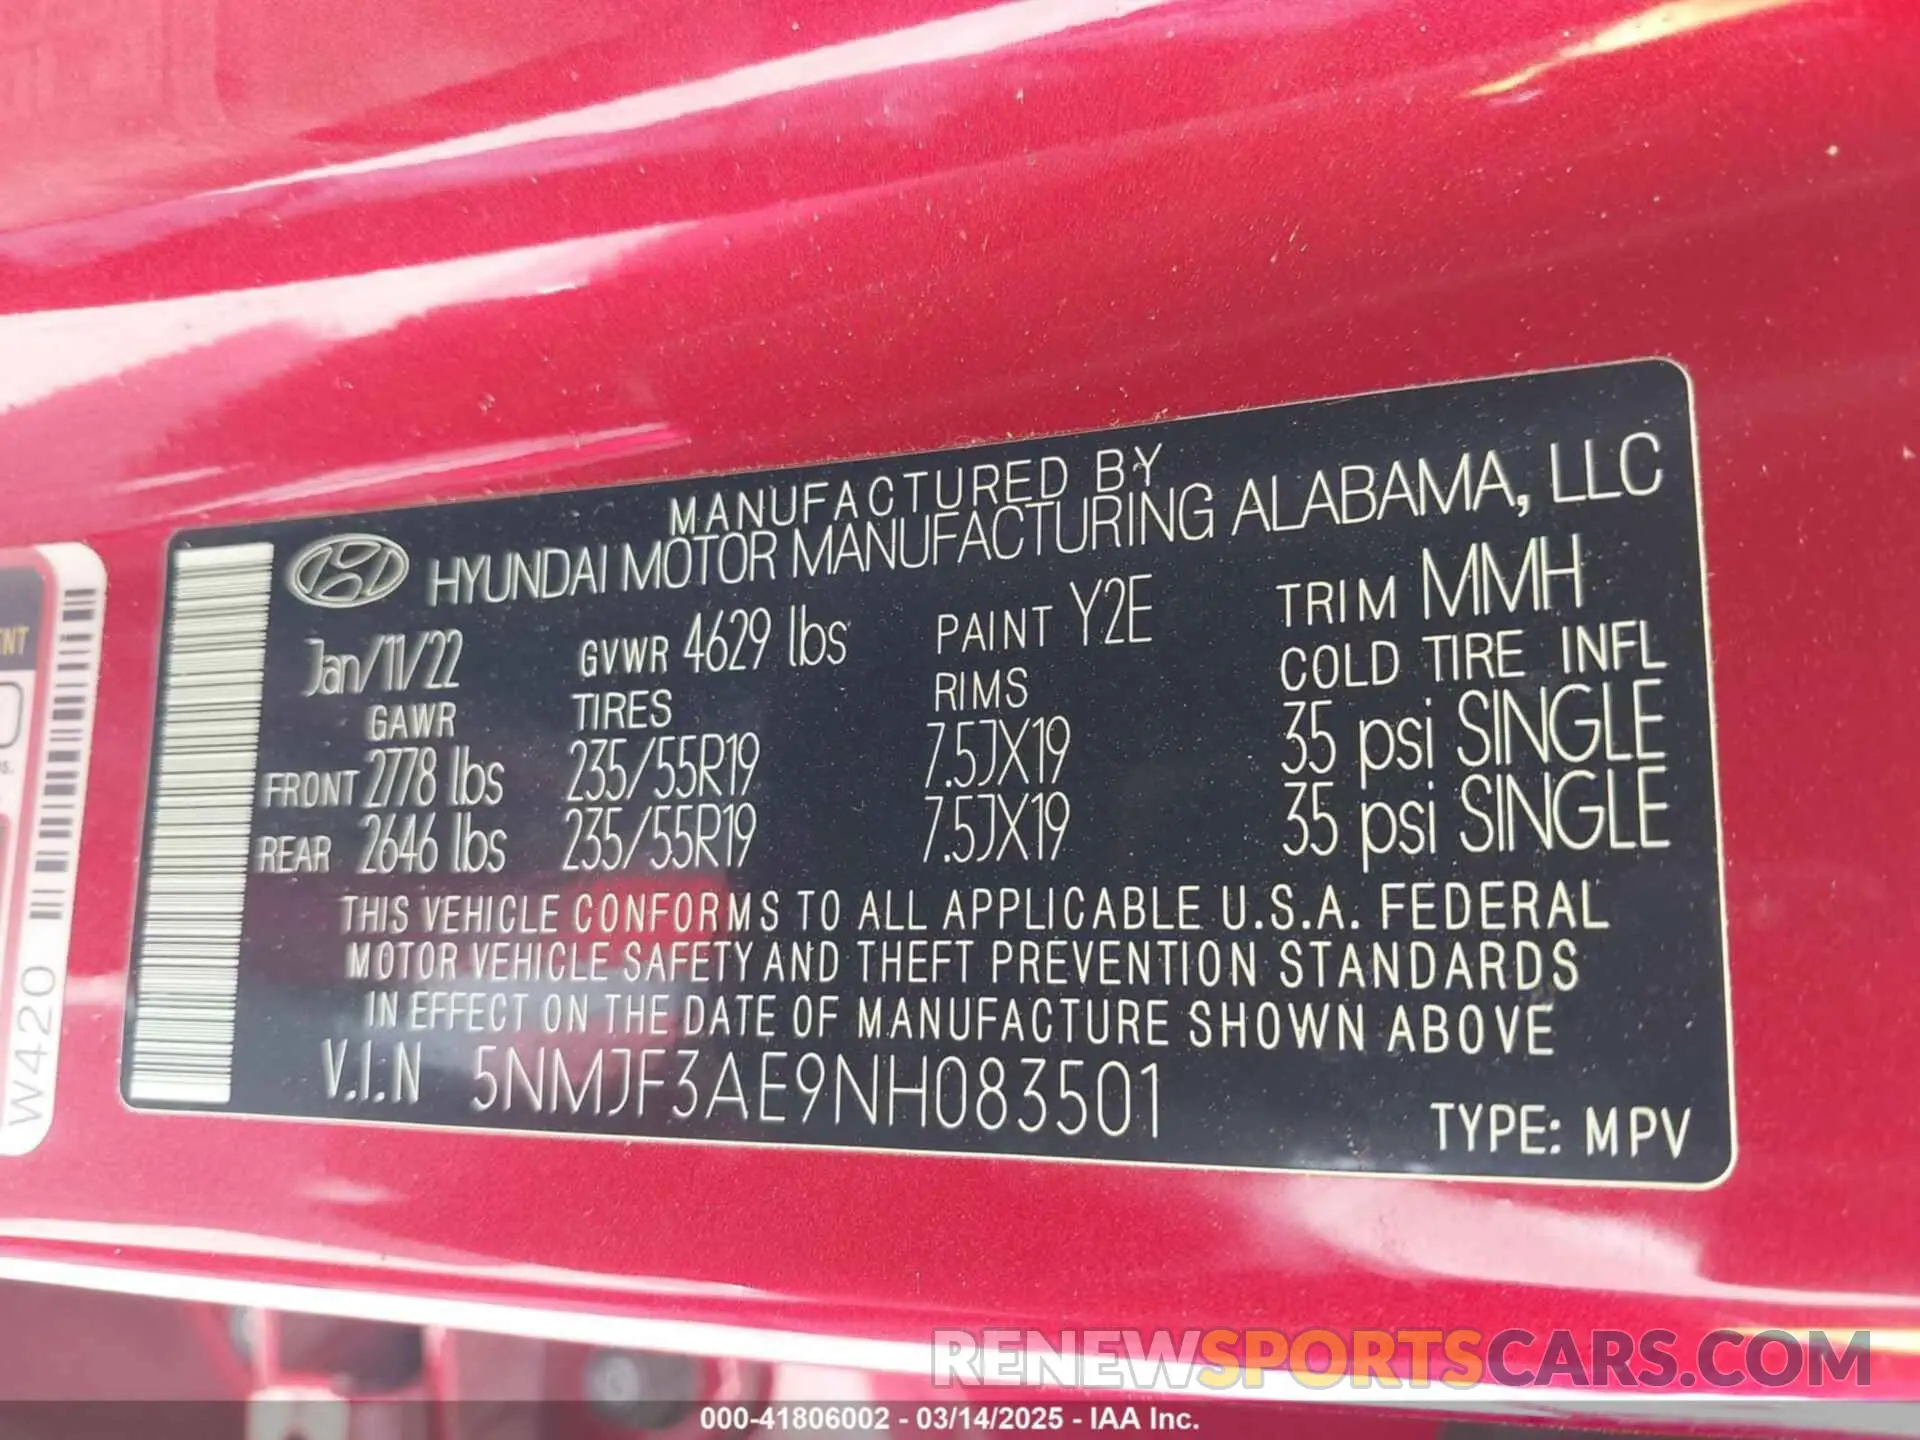 MANUFACTURED BY
HYUNDAI MOTOR MANUFACTURING ALABAMA, LLC
Jan/11/22 GVWR 4629 lbs PAINT Y2E TRIM MMH
GAWR TIRES RIMS COLD TIRE INFL
FRONT 2778 lbs 235/55R19 7.5JX19 35 psi SINGLE
REAR 2646 lbs 235/55R19 7.5JX19 35 psi SINGLE
THIS VEHICLE CONFORMS TO ALL APPLICABLE U.S.A. FEDERAL
MOTOR VEHICLE SAFETY AND THEFT PREVENTION STANDARDS
IN EFFECT ON THE DATE OF MANUFACTURE SHOWN ABOVE
V.I.N 5NMJF3AE9NH083501
TYPE: MPV
W420
RENEWSPORTSCARS.COM
000-41806002 - 03/14/2025 - IAA Inc.